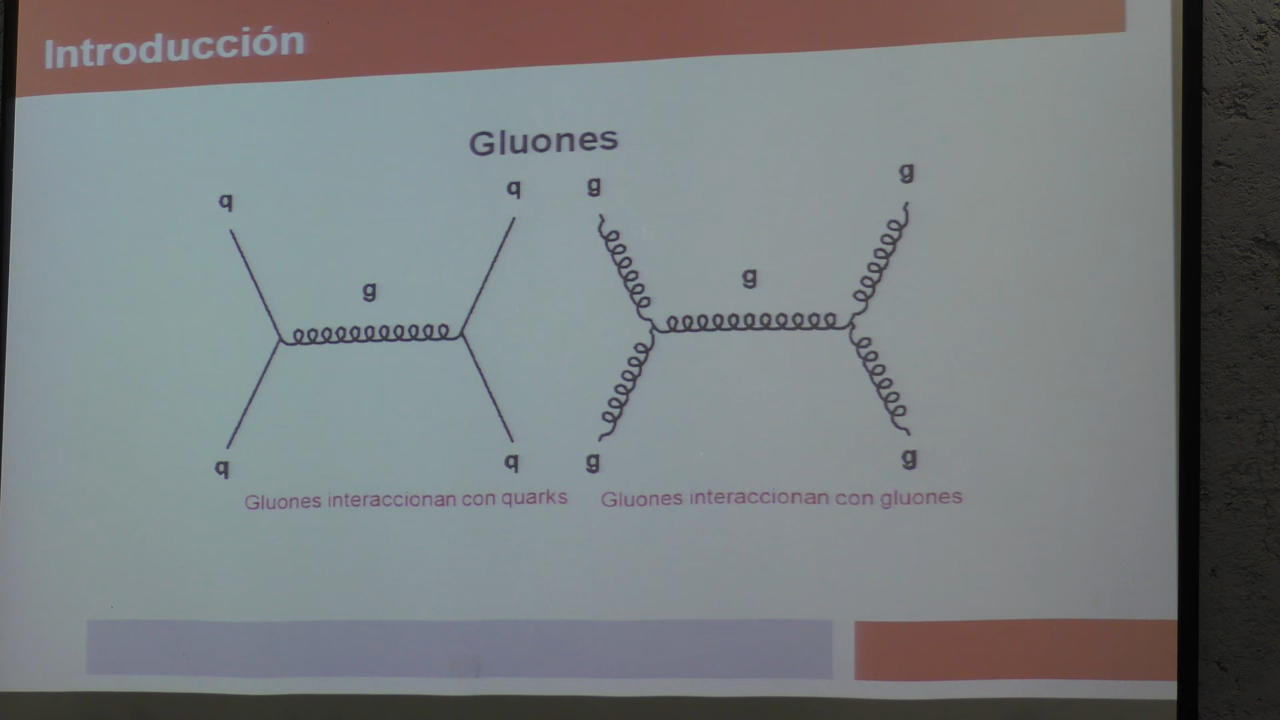 Introducción
Gluones
q
q
g
q
q
Gluones interaccionan con quarks
g
g
g
g
g
Gluones interaccionan con gluones